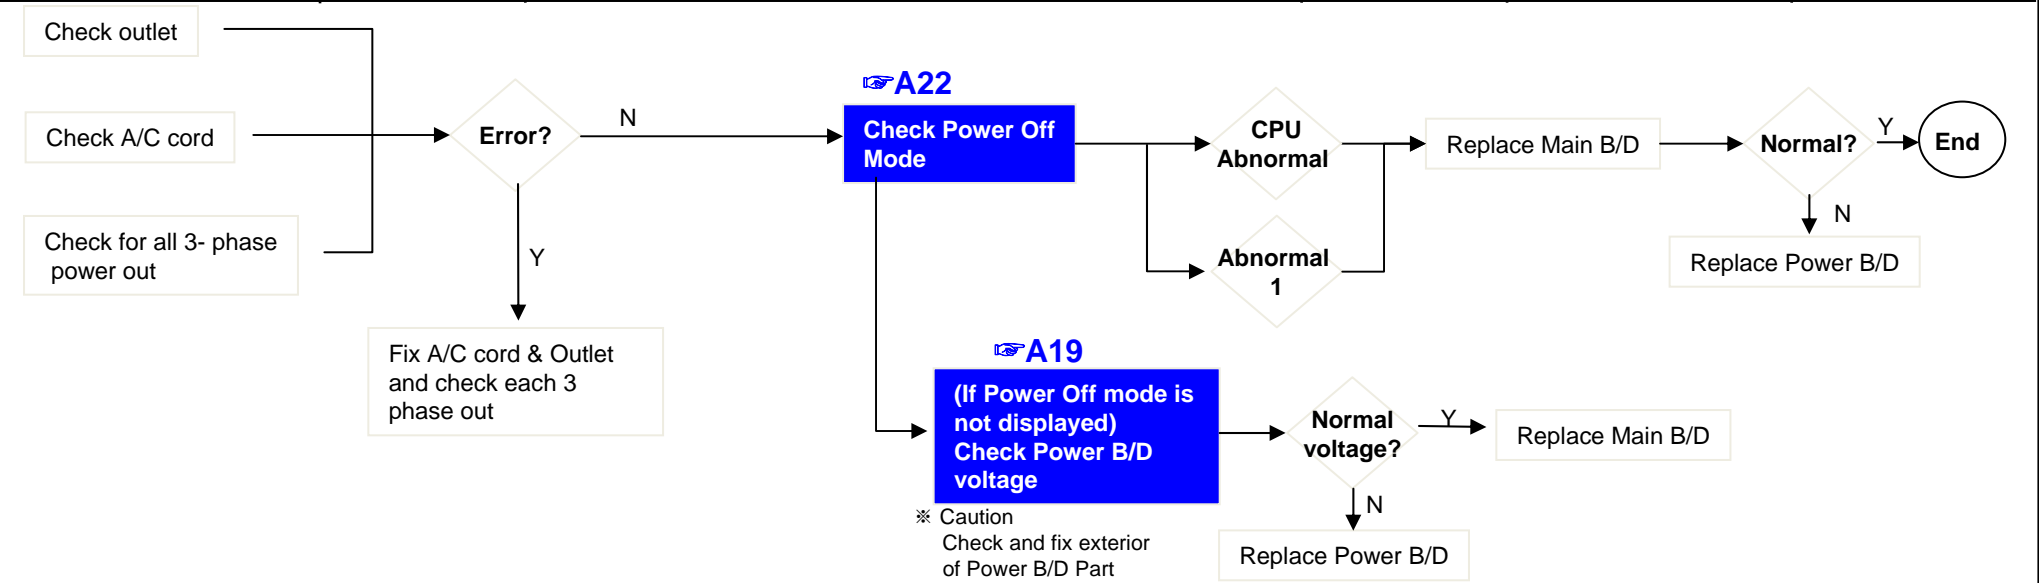 Check outlet
Check A/C cord
Check for all 3- phase
power out
Error?
N
Y
Fix A/C cord & Outlet
and check each 3
phase out
☞A22
Check Power Off
Mode
CPU
Abnormal
Abnormal
1
Replace Main B/D
Normal?
Y
End
N
Replace Power B/D
☞A19
(If Power Off mode is
not displayed)
Check Power B/D
voltage
※ Caution
Check and fix exterior
of Power B/D Part
Normal
voltage?
Y
Replace Main B/D
N
Replace Power B/D